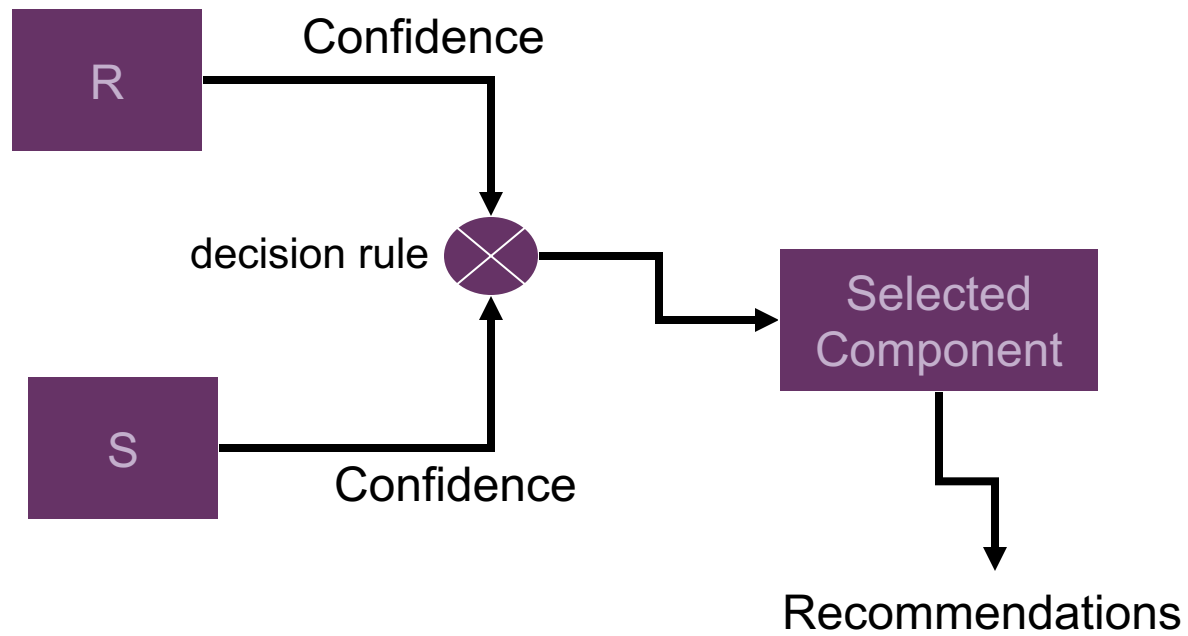 Confidence
R
decision rule
Selected
Component
S
Confidence
Recommendations